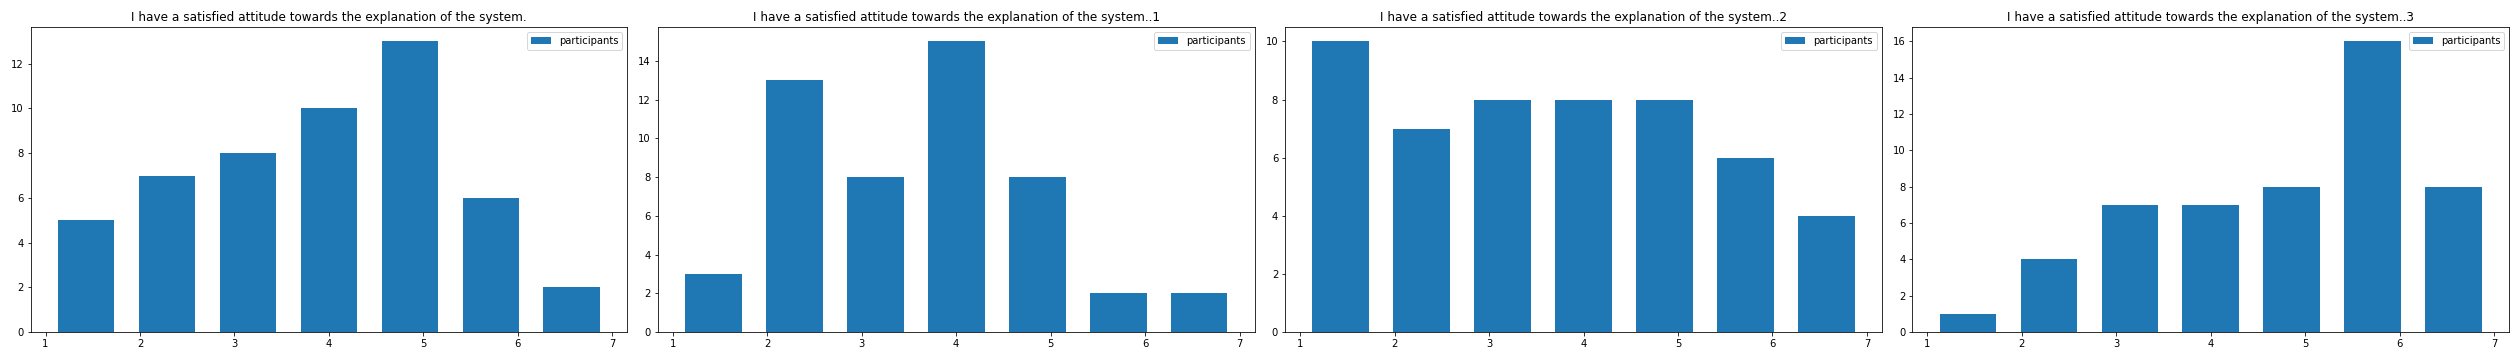 I have a satisfied attitude towards the explanation of the system.
participants
12
10
8
6
4
2
0
1 2 3 4 5 6 7
I have a satisfied attitude towards the explanation of the system..1
participants
14
12
10
8
6
4
2
0
1 2 3 4 5 6 7
I have a satisfied attitude towards the explanation of the system..2
participants
10
8
6
4
2
0
1 2 3 4 5 6 7
I have a satisfied attitude towards the explanation of the system..3
participants
16
14
12
10
8
6
4
2
0
1 2 3 4 5 6 7